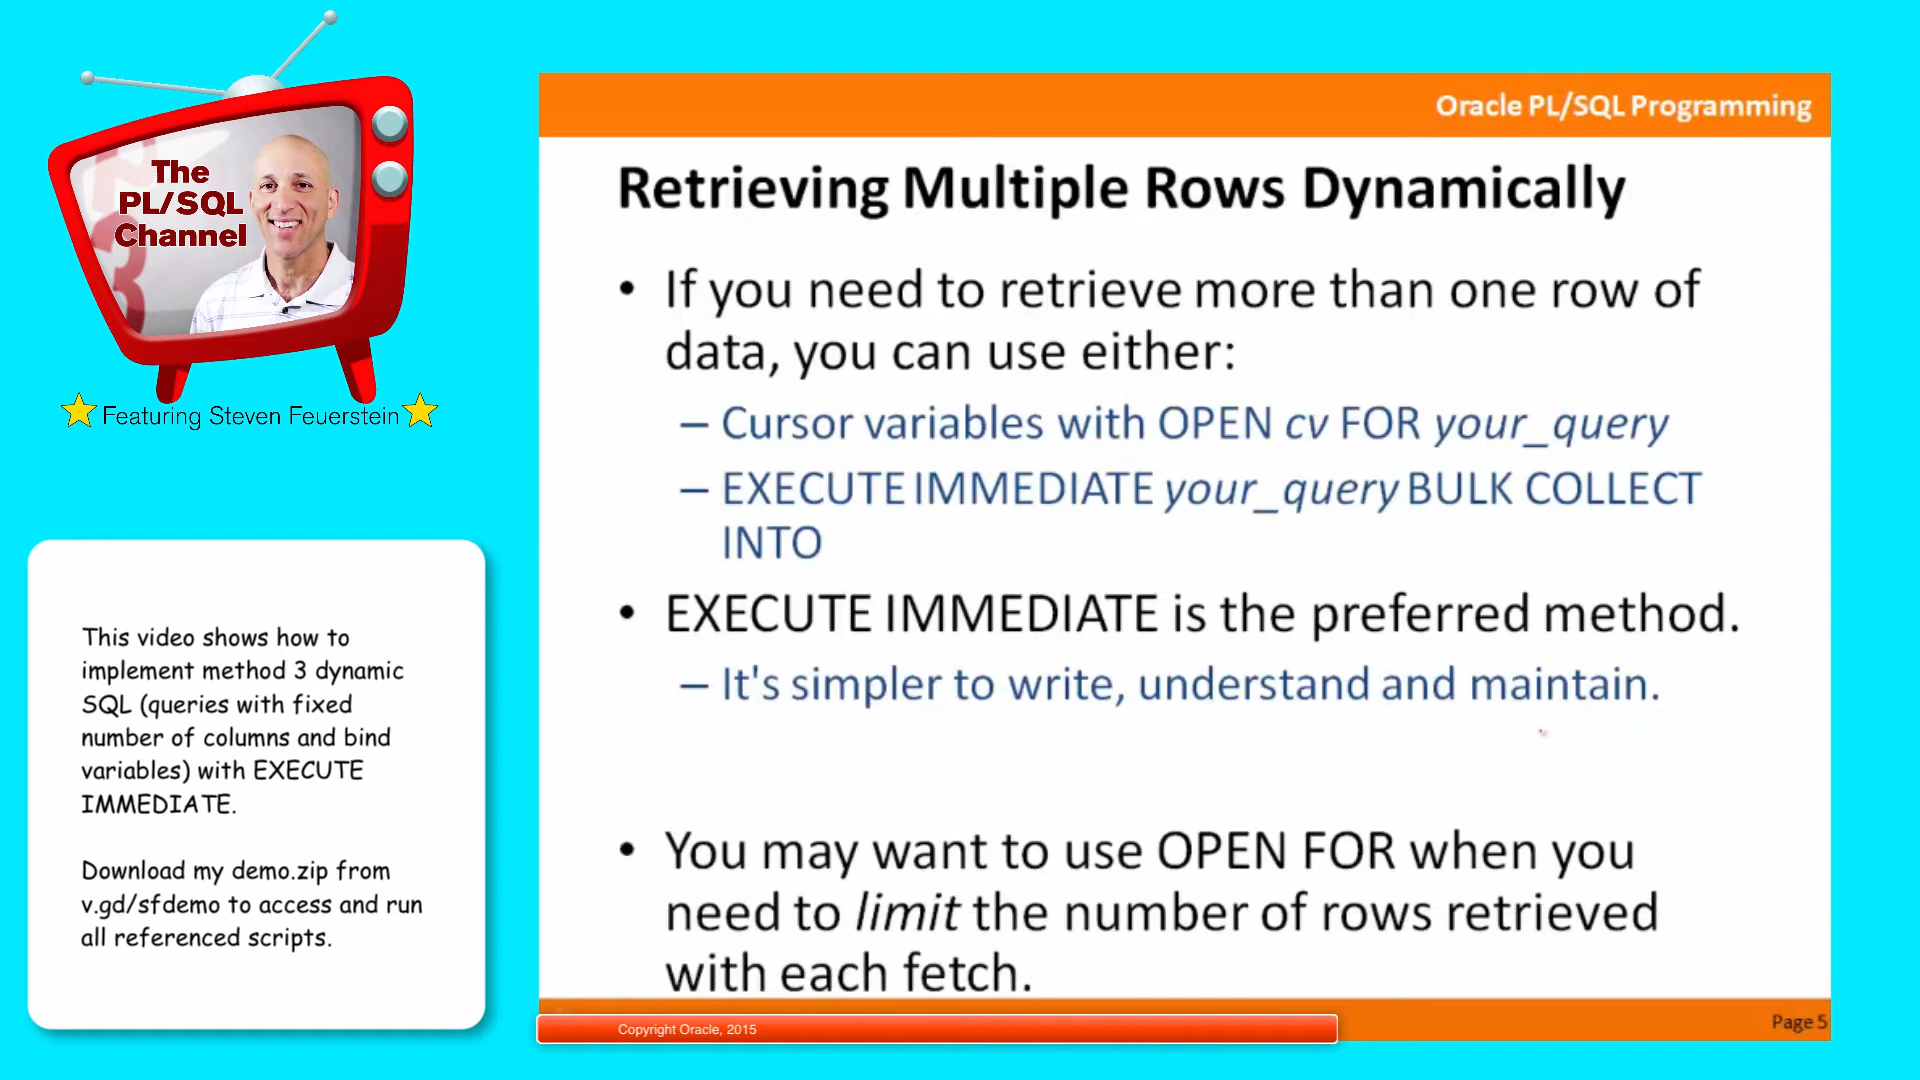 The
PL/SQL
Channel
Featuring Steven Feuerstein
This video shows how to
implement method 3 dynamic
SQL (queries with fixed
number of columns and bind
variables) with EXECUTE
IMMEDIATE.
Download my demo.zip from
v.gd/sfdemo to access and run
all referenced scripts.
Oracle PL/SQL Programming
Retrieving Multiple Rows Dynamically
• If you need to retrieve more than one row of
data, you can use either:
– Cursor variables with OPEN cv FOR your_query
– EXECUTE IMMEDIATE your_query BULK COLLECT
INTO
• EXECUTE IMMEDIATE is the preferred method.
– It's simpler to write, understand and maintain.
• You may want to use OPEN FOR when you
need to limit the number of rows retrieved
with each fetch.
Copyright Oracle, 2015
Page 5